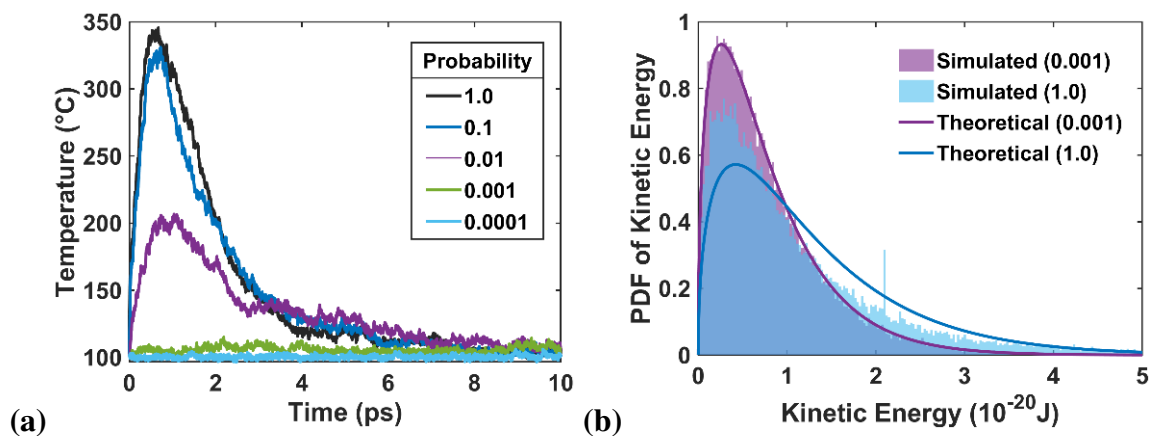 Temperature (°C)
350
300
250
200
150
100
0
2
4
6
8
10
Time (ps)
Probability
1.0
0.1
0.01
0.001
0.0001
(a)
PDF of Kinetic Energy
1
0.8
0.6
0.4
0.2
0
0
1
2
3
4
5
Kinetic Energy (10⁻²⁰J)
Simulated (0.001)
Simulated (1.0)
Theoretical (0.001)
Theoretical (1.0)
(b)